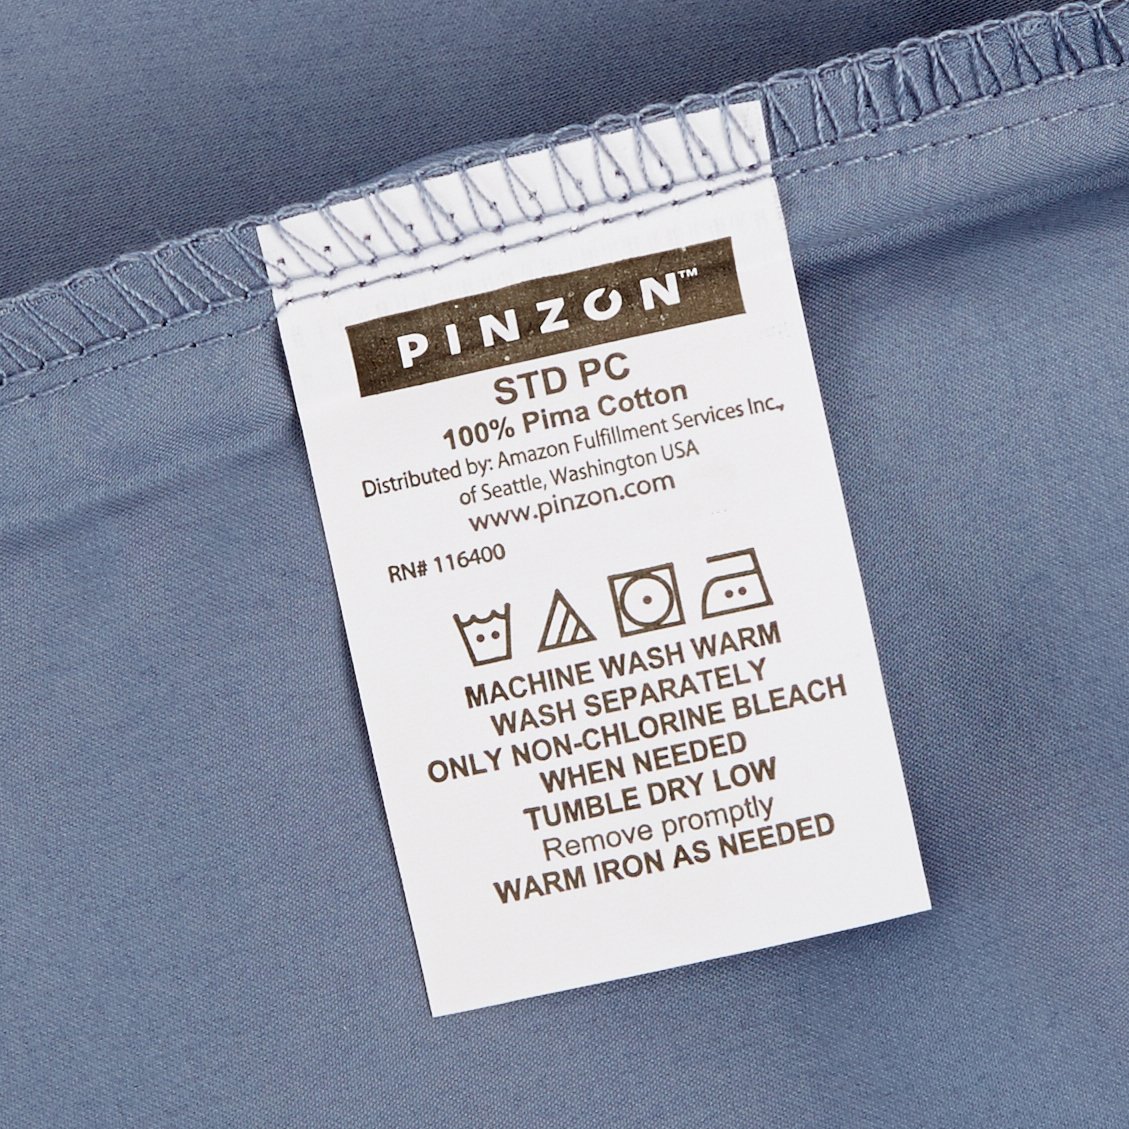 PINZON™
STD PC
100% Pima Cotton
Distributed by: Amazon Fulfillment Services Inc.,
of Seattle, Washington USA
www.pinzon.com
RN# 116400
MACHINE WASH WARM
WASH SEPARATELY
ONLY NON-CHLORINE BLEACH
WHEN NEEDED
TUMBLE DRY LOW
Remove promptly
WARM IRON AS NEEDED